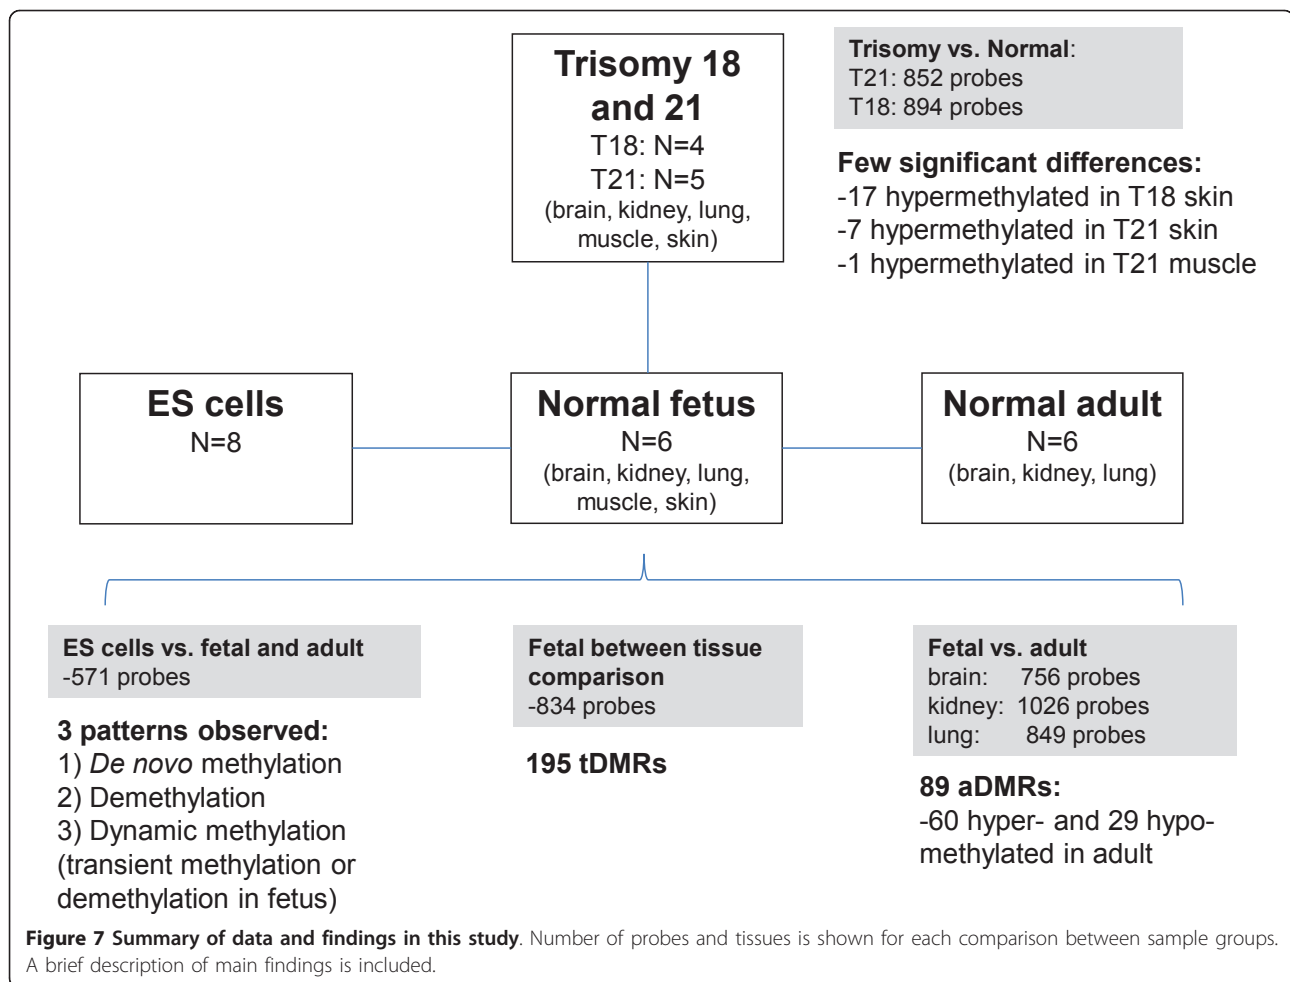 Trisomy 18
and 21
T18: N=4
T21: N=5
(brain, kidney, lung,
muscle, skin)
Trisomy vs. Normal:
T21: 852 probes
T18: 894 probes
Few significant differences:
-17 hypermethylated in T18 skin
-7 hypermethylated in T21 skin
-1 hypermethylated in T21 muscle
ES cells
N=8
Normal fetus
N=6
(brain, kidney, lung,
muscle, skin)
Normal adult
N=6
(brain, kidney, lung)
ES cells vs. fetal and adult
-571 probes
3 patterns observed:
1) De novo methylation
2) Demethylation
3) Dynamic methylation
(transient methylation or
demethylation in fetus)
Fetal between tissue
comparison
-834 probes
195 tDMRs
Fetal vs. adult
brain: 756 probes
kidney: 1026 probes
lung: 849 probes
89 aDMRs:
-60 hyper- and 29 hypo-
methylated in adult
Figure 7 Summary of data and findings in this study. Number of probes and tissues is shown for each comparison between sample groups.
A brief description of main findings is included.